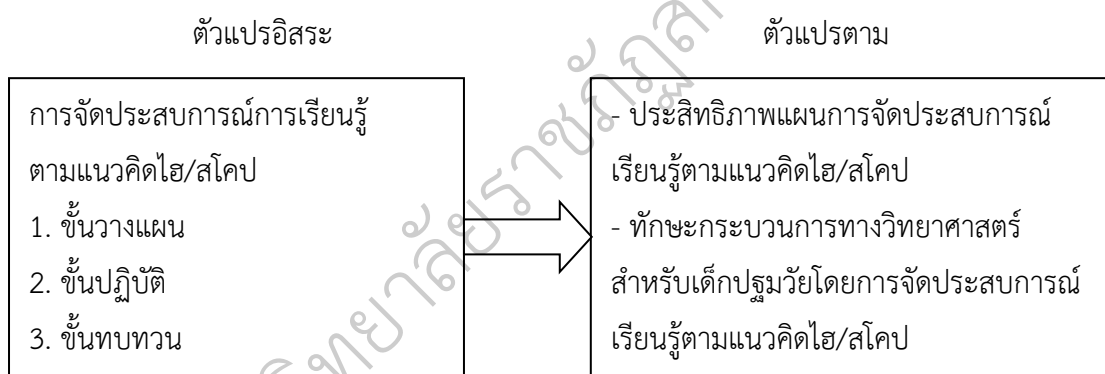 ตัวแปรอิสระ
ตัวแปรตาม
การจัดประสบการณ์การเรียนรู้
ตามแนวคิดไฮ/สโคป
1. ขั้นวางแผน
2. ขั้นปฏิบัติ
3. ขั้นทบทวน
- ประสิทธิภาพแผนการจัดประสบการณ์
เรียนรู้ตามแนวคิดไฮ/สโคป
- ทักษะกระบวนการทางวิทยาศาสตร์
สำหรับเด็กปฐมวัยโดยการจัดประสบการณ์
เรียนรู้ตามแนวคิดไฮ/สโคป